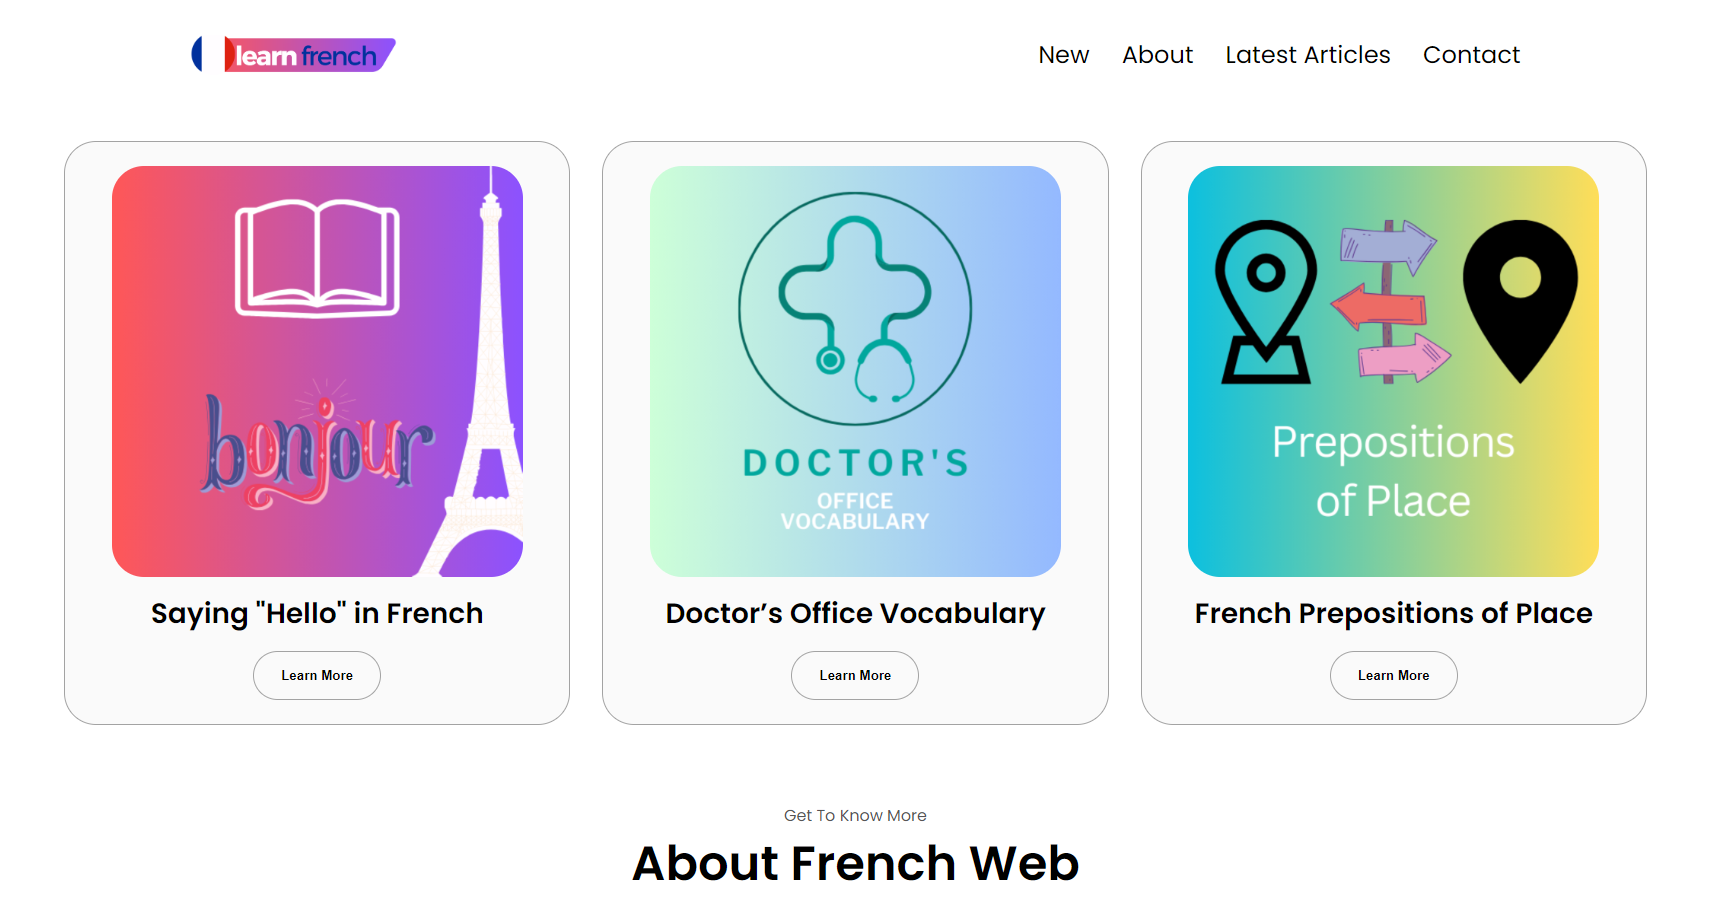 learn french
New About Latest Articles Contact
bonjour
DOCTOR'S
OFFICE
VOCABULARY
Prepositions
of Place
Saying "Hello" in French
Doctor’s Office Vocabulary
French Prepositions of Place
Learn More
Learn More
Learn More
Get To Know More
About French Web